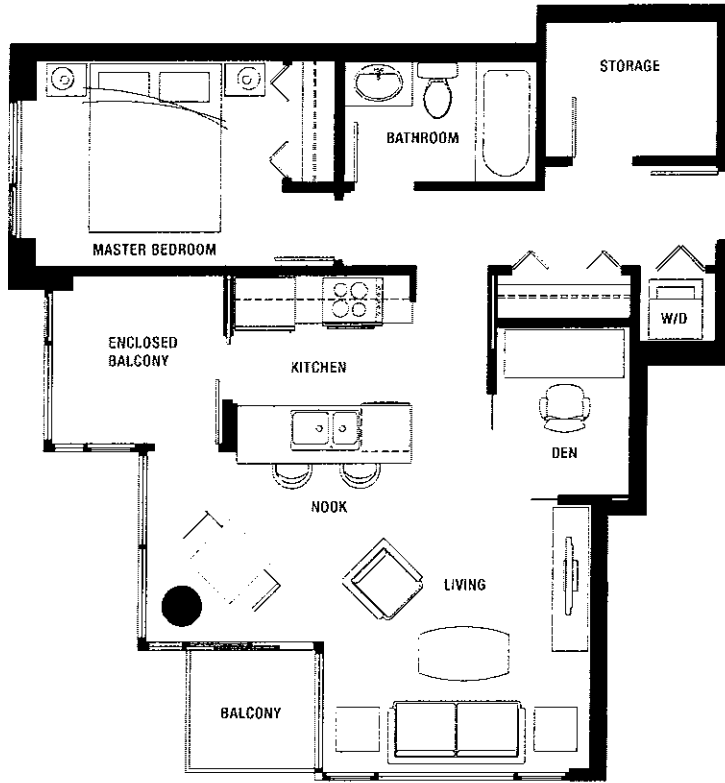 STORAGE
BATHROOM
MASTER BEDROOM
W/D
ENCLOSED
BALCONY
KITCHEN
DEN
NOOK
LIVING
BALCONY